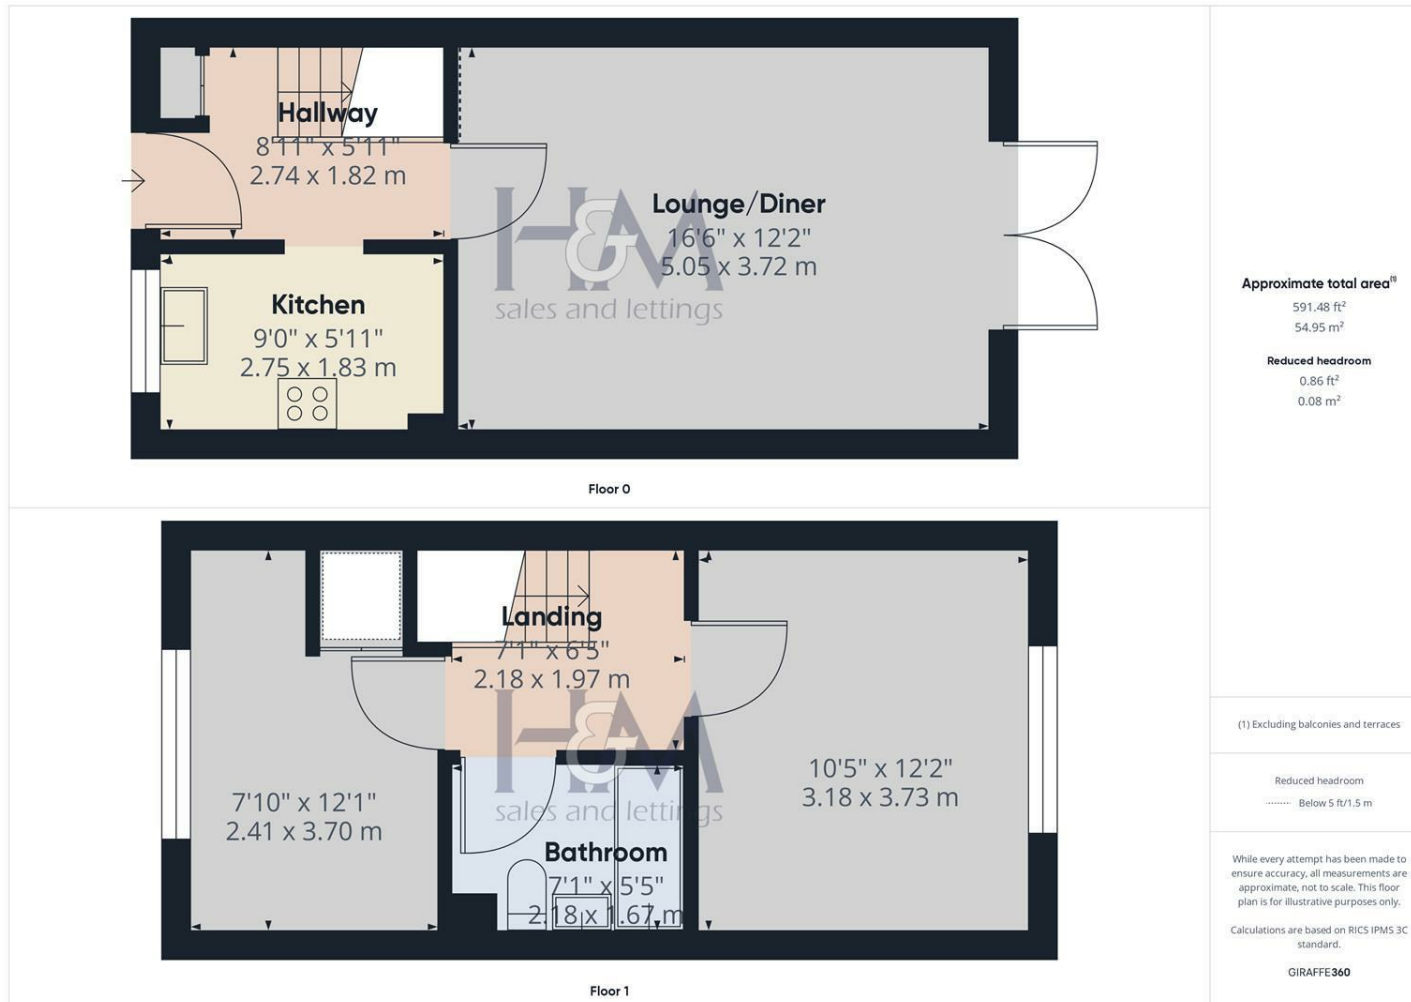 Hallway
8'11" x 5'11"
2.74 x 1.82 m
Lounge/Diner
16'6" x 12'2"
5.05 x 3.72 m
H&M
sales and lettings
Kitchen
9'0" x 5'11"
2.75 x 1.83 m
Floor 0
Landing
7'1" x 6'5"
2.18 x 1.97 m
H&M
sales and lettings
7'10" x 12'1"
2.41 x 3.70 m
10'5" x 12'2"
3.18 x 3.73 m
Bathroom
7'1" x 5'5"
2.18 x 1.67 m
Floor 1
Approximate total area(1)
591.48 ft²
54.95 m²
Reduced headroom
0.86 ft²
0.08 m²
(1) Excluding balconies and terraces
Reduced headroom
Below 5 ft/1.5 m
While every attempt has been made to
ensure accuracy, all measurements are
approximate, not to scale. This floor
plan is for illustrative purposes only.
Calculations are based on RICS IPMS 3C
standard.
GIRAFFE360